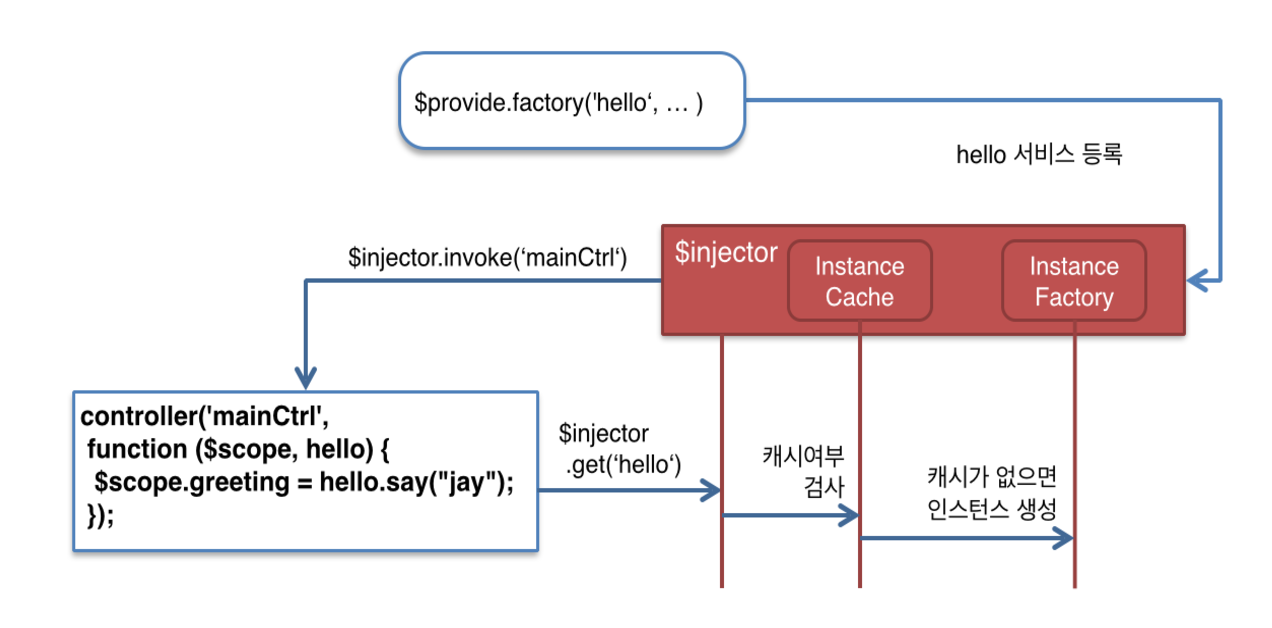 $provide.factory('hello‘, … )
hello 서비스 등록
$injector.invoke(‘mainCtrl‘)
$injector
Instance
Cache
Instance
Factory
controller('mainCtrl',
function ($scope, hello) {
$scope.greeting = hello.say("jay");
});
$injector
.get(‘hello‘)
캐시여부
검사
캐시가 없으면
인스턴스 생성